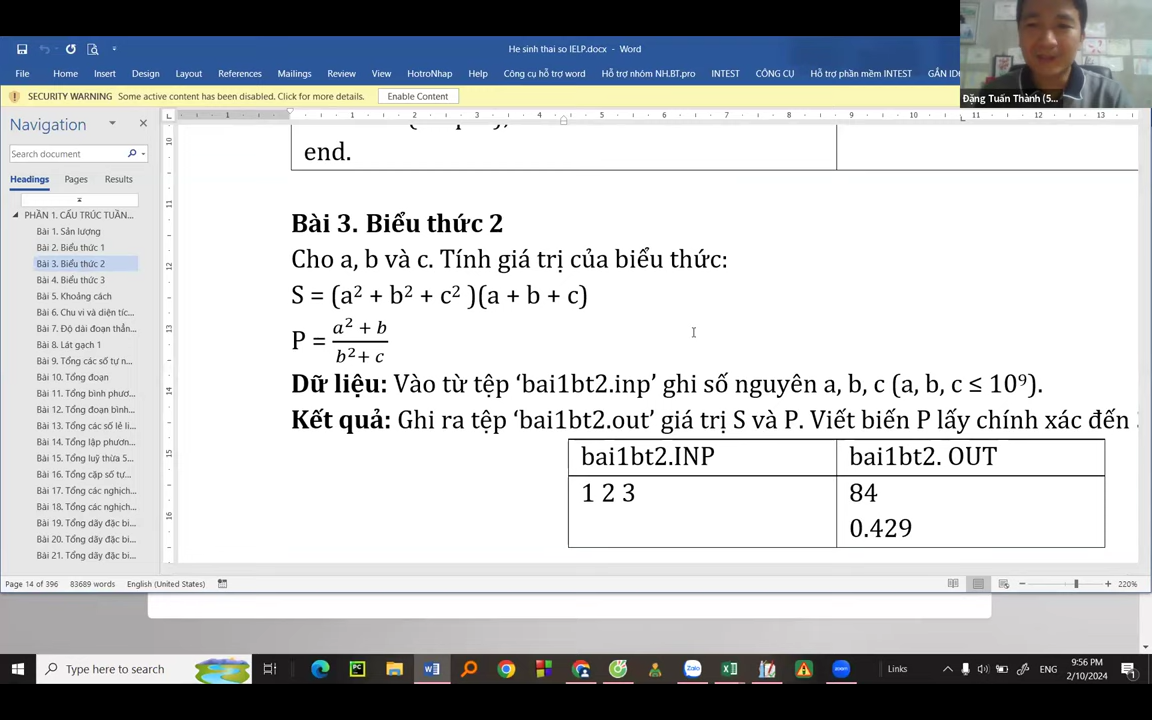 He sinh thai so IELP.docx - Word
File Home Insert Design Layout References Mailings Review View HotroNhap Help Công cụ hỗ trợ word Hỗ trợ nhóm NH.BT.pro INTEST CÔNG CỤ Hỗ trợ phần mềm INTEST GẮN ID
Đặng Tuấn Thành (5...
SECURITY WARNING Some active content has been disabled. Click for more details. Enable Content
Navigation
Search document
Headings Pages Results
PHẦN 1. CẤU TRÚC TUẦN...
Bài 1. Sản lượng
Bài 2. Biểu thức 1
Bài 3. Biểu thức 2
Bài 4. Biểu thức 3
Bài 5. Khoảng cách
Bài 6. Chu vi và diện tíc...
Bài 7. Độ dài đoạn thẳn...
Bài 8. Lát gạch 1
Bài 9. Tổng các số tự n...
Bài 10. Tổng đoạn
Bài 11. Tổng bình phươ...
Bài 12. Tổng đoạn bình...
Bài 13. Tổng các số lẻ li...
Bài 14. Tổng lập phươn...
Bài 15. Tổng luỹ thừa 5...
Bài 16. Tổng cặp số tự...
Bài 17. Tổng các nghịch...
Bài 18. Tổng các nghịc...
Bài 19. Tổng dãy đặc bi...
Bài 20. Tổng dãy đặc bi...
Bài 21. Tổng dãy đặc bi...
end.
Bài 3. Biểu thức 2
Cho a, b và c. Tính giá trị của biểu thức:
S = (a² + b² + c² )(a + b + c)
P = (a² + b)/(b² + c)
Dữ liệu: Vào từ tệp ‘bai1bt2.inp’ ghi số nguyên a, b, c (a, b, c ≤ 10⁹).
Kết quả: Ghi ra tệp ‘bai1bt2.out’ giá trị S và P. Viết biến P lấy chính xác đến
bai1bt2.INP bai1bt2. OUT
1 2 3 84
0.429
Page 14 of 396 83689 words English (United States) 220%
Type here to search Links ENG 9:56 PM
2/10/2024